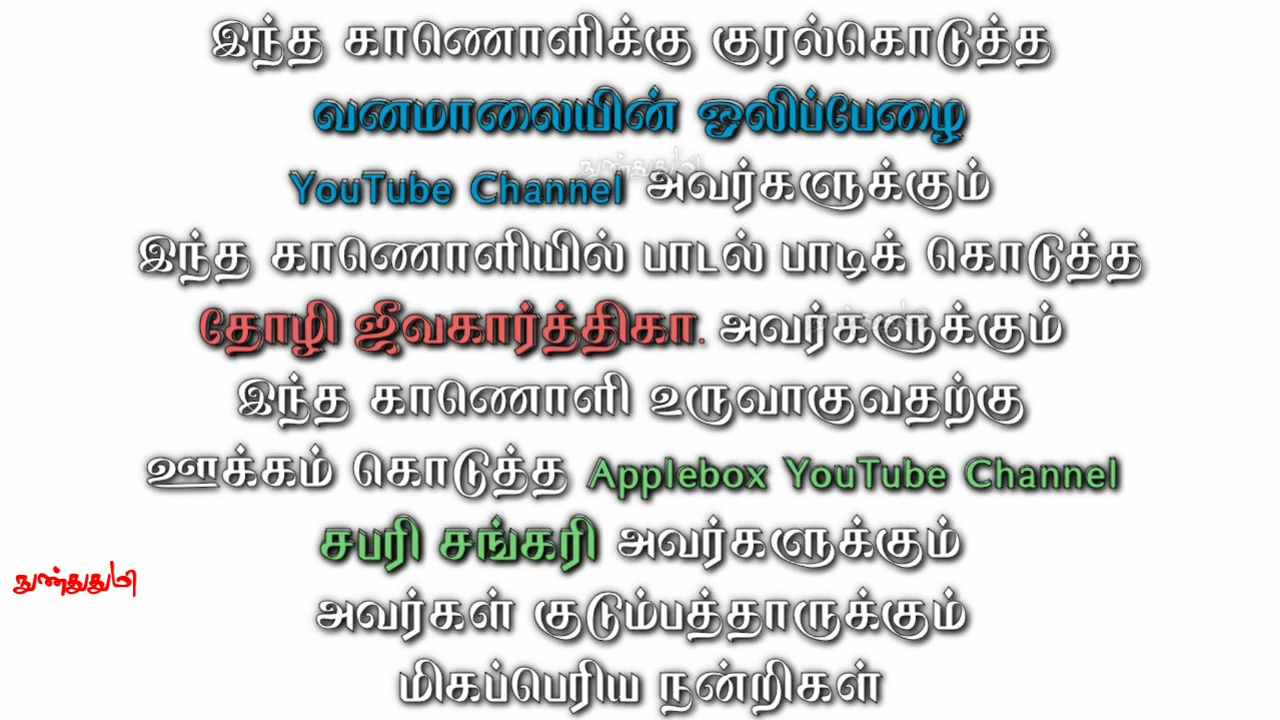 இந்த காணொளிக்கு குரல்கொடுத்த
வனமாலையின் ஒலிப்பேழை
YouTube Channel அவர்களுக்கும்
இந்த காணொளியில் பாடல் பாடிக் கொடுத்த
தோழி ஜீவகார்த்திகா. அவர்களுக்கும்
இந்த காணொளி உருவாகுவதற்கு
ஊக்கம் கொடுத்த Applebox YouTube Channel
சபரி சங்கரி அவர்களுக்கும்
அவர்கள் குடும்பத்தாருக்கும்
மிகப்பெரிய நன்றிகள்